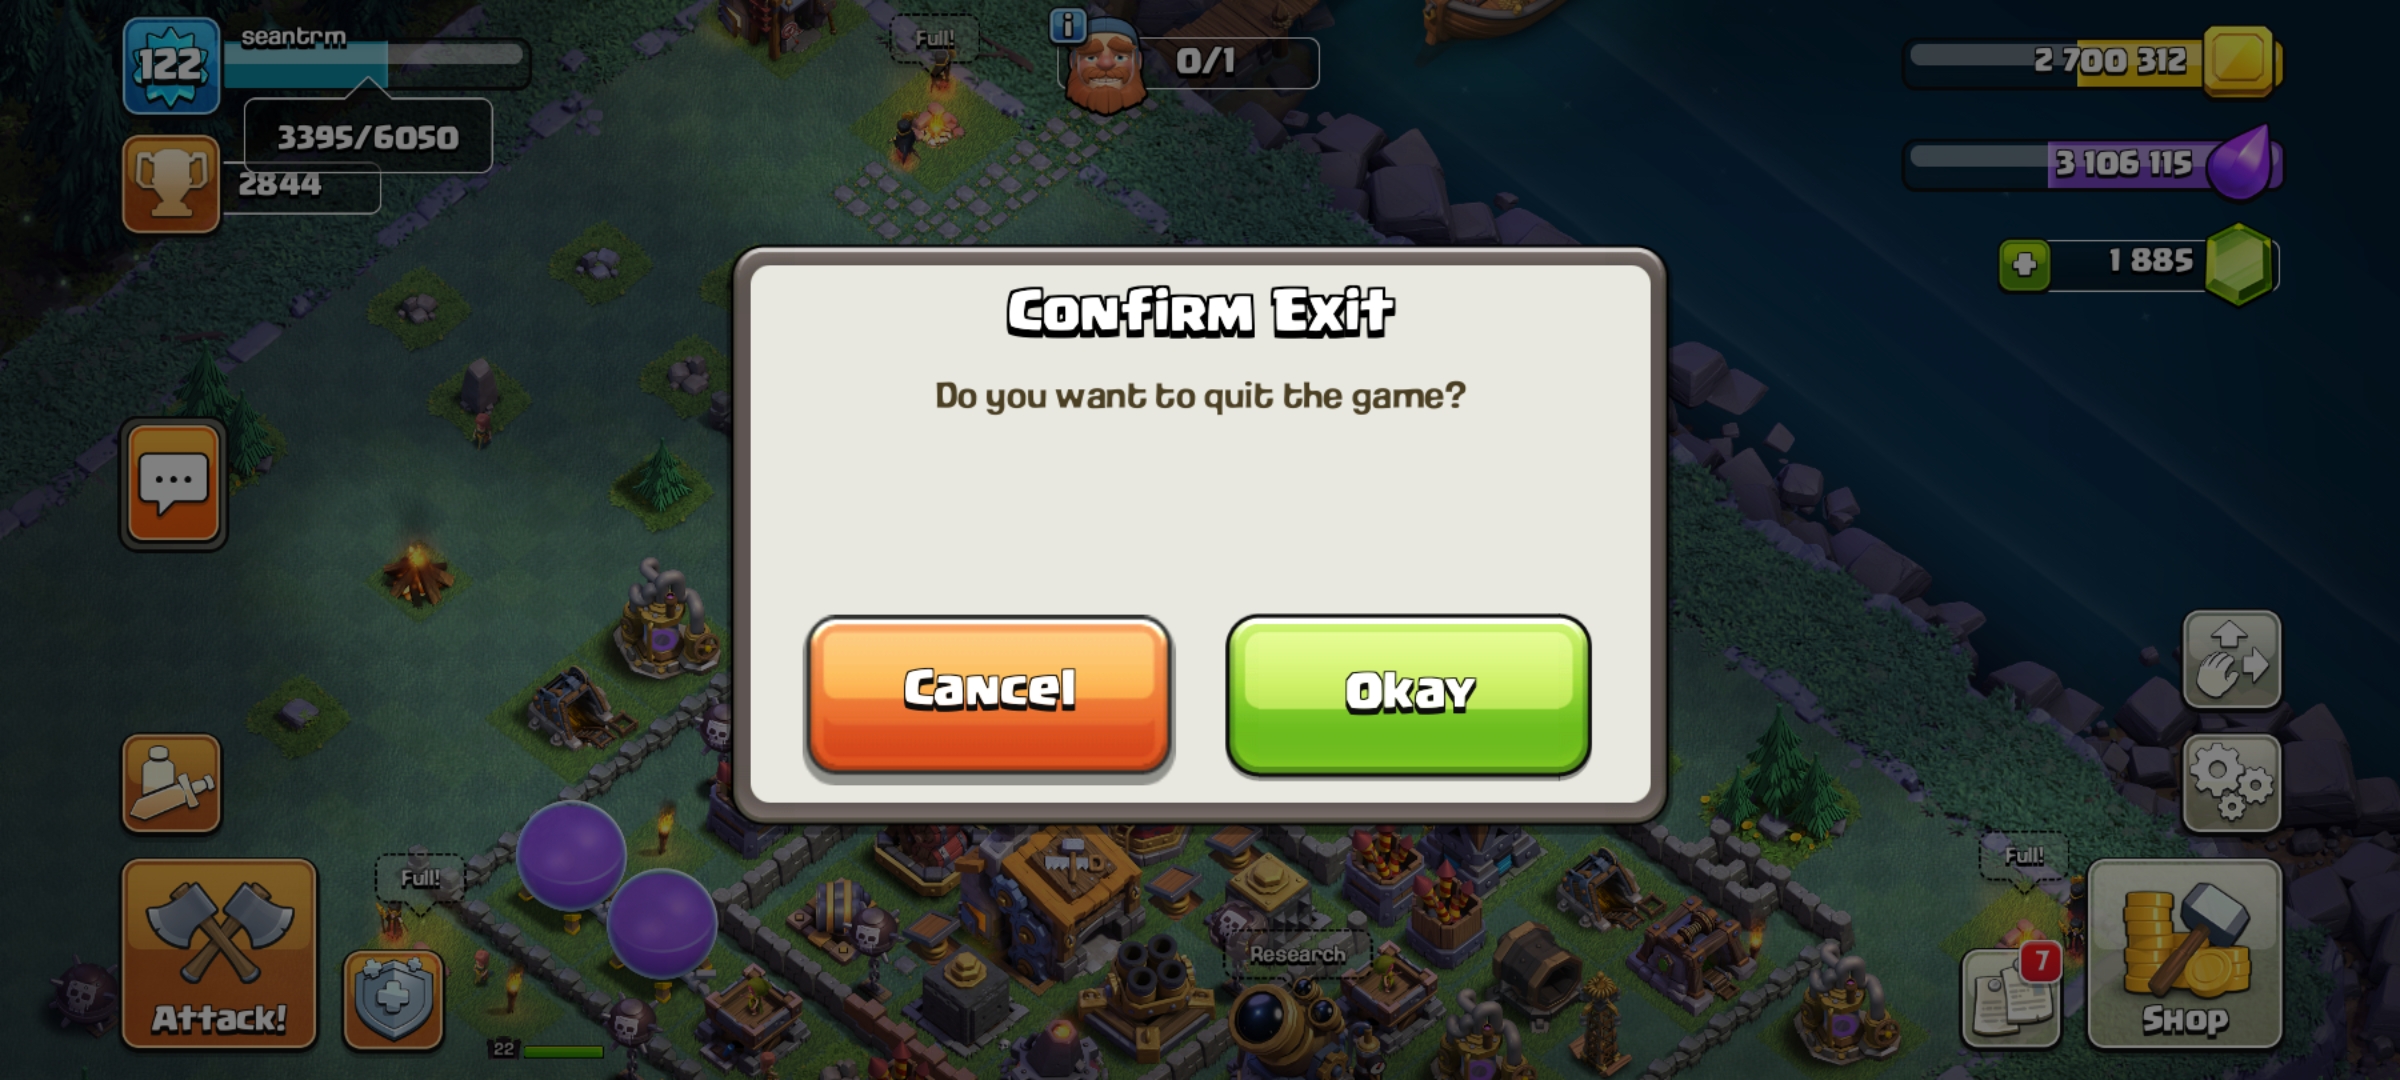 122
seantrm
3395/6050
2844
Full!
i
0/1
2 700 312
3 106 115
1 885
Confirm Exit
Do you want to quit the game?
Cancel
Okay
Full!
Full!
Research
Attack!
22
7
Shop